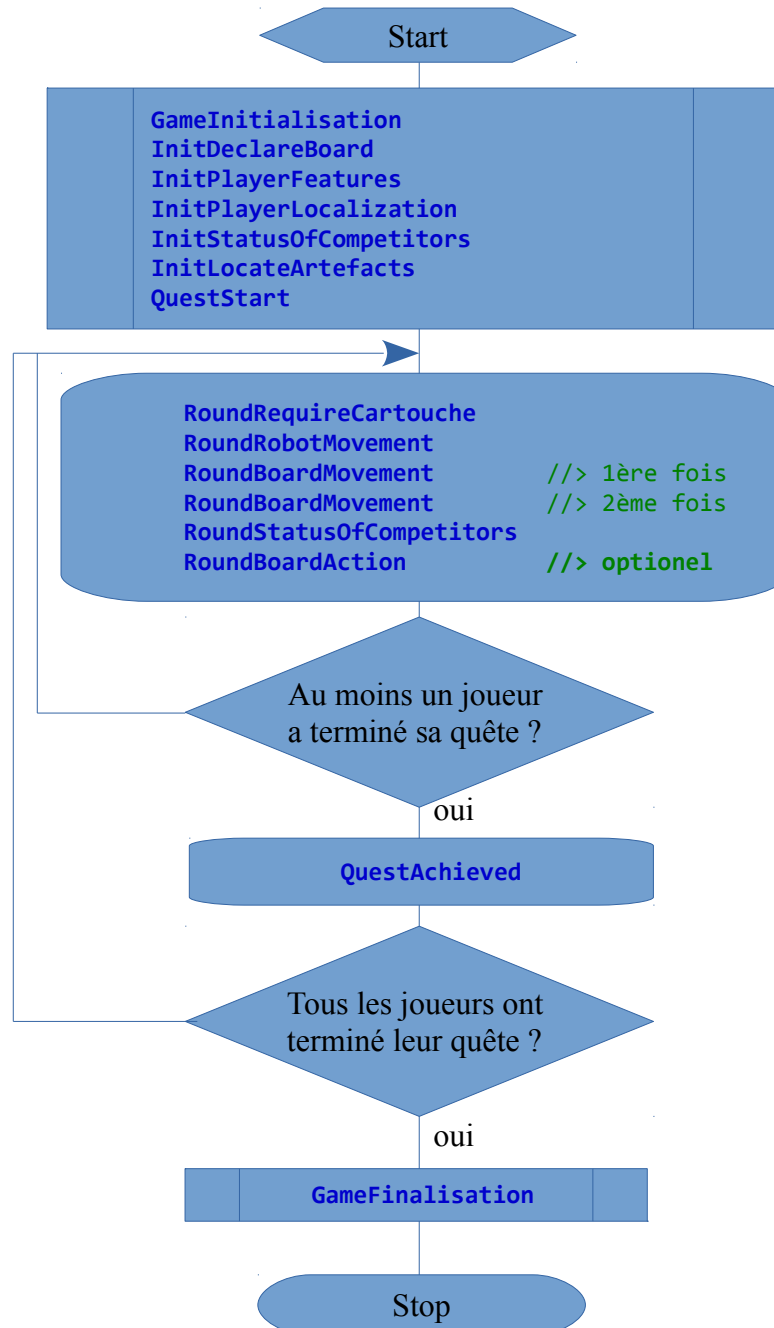 Start
GameInitialisation
InitDeclareBoard
InitPlayerFeatures
InitPlayerLocalization
InitStatusOfCompetitors
InitLocateArtefacts
QuestStart
RoundRequireCartouche
RoundRobotMovement
RoundBoardMovement //> 1ère fois
RoundBoardMovement //> 2ème fois
RoundStatusOfCompetitors
RoundBoardAction //> optionel
Au moins un joueur
a terminé sa quête ?
oui
QuestAchieved
Tous les joueurs ont
terminé leur quête ?
oui
GameFinalisation
Stop